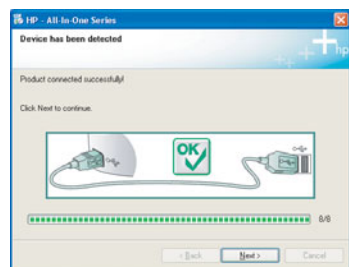 HP - All-In-One Series
Device has been detected
hp
Product connected successfully!
Click Next to continue.
OK
8/8
< Back Next > Cancel